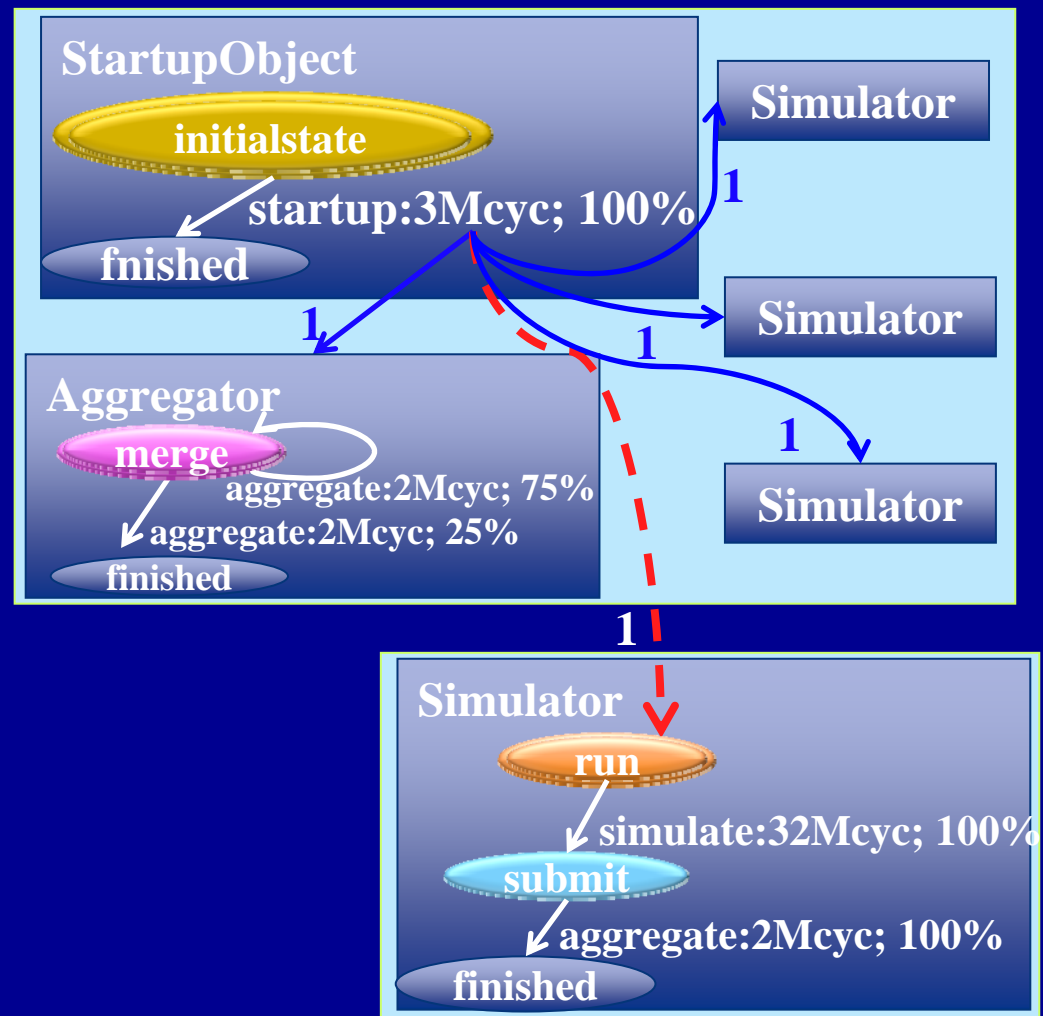 StartupObject
initialstate
startup:3Mcyc; 100%
fnished
Simulator
1
Simulator
1
1
1
Simulator
Aggregator
merge
aggregate:2Mcyc; 75%
aggregate:2Mcyc; 25%
finished
1
Simulator
run
simulate:32Mcyc; 100%
submit
aggregate:2Mcyc; 100%
finished